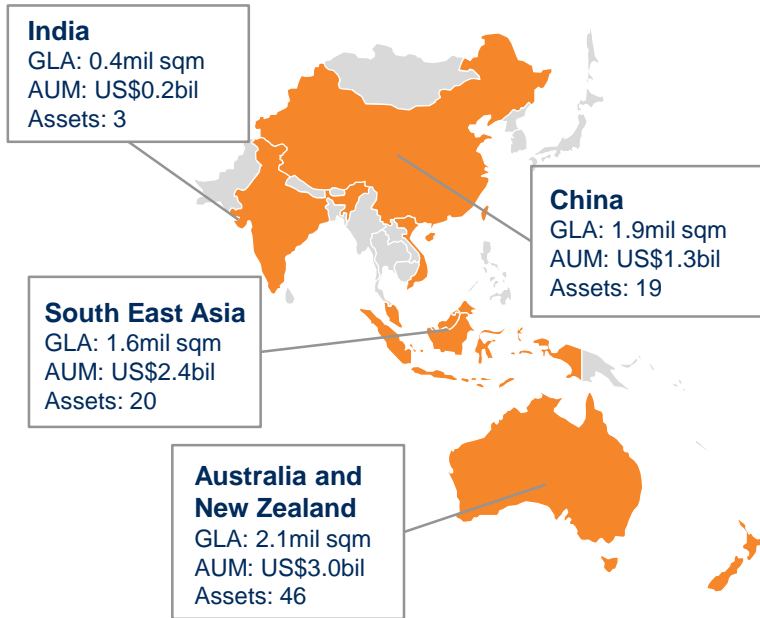 India
GLA: 0.4mil sqm
AUM: US$0.2bil
Assets: 3
China
GLA: 1.9mil sqm
AUM: US$1.3bil
Assets: 19
South East Asia
GLA: 1.6mil sqm
AUM: US$2.4bil
Assets: 20
Australia and
New Zealand
GLA: 2.1mil sqm
AUM: US$3.0bil
Assets: 46